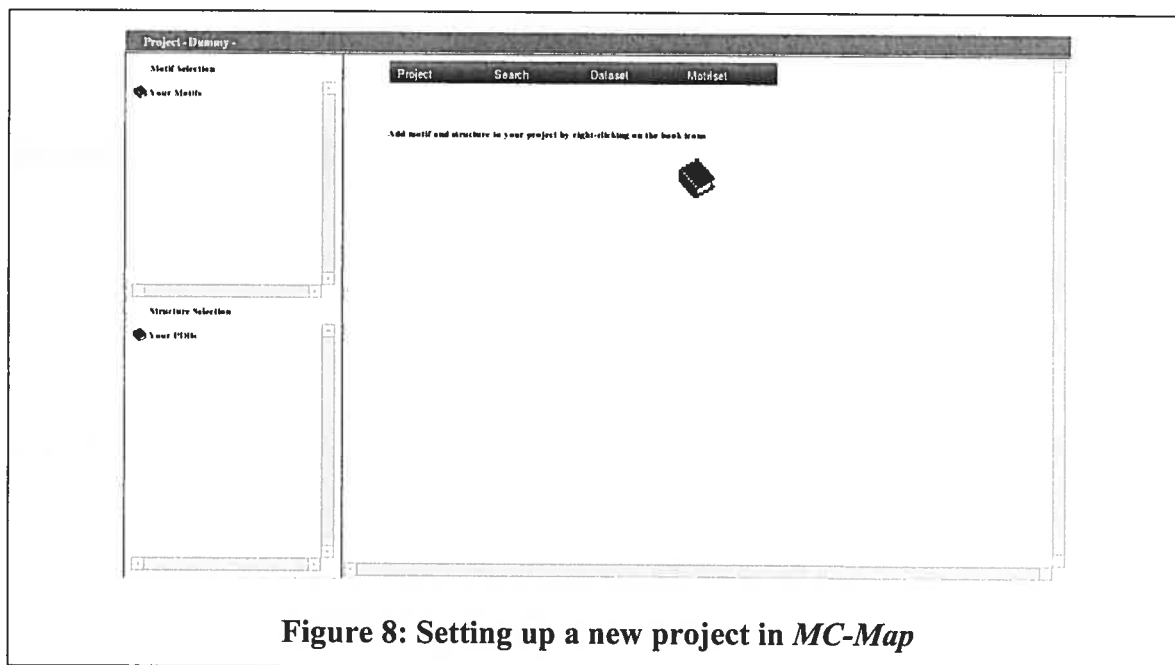 Project - Dummy -
Motif Selection
Your Motifs
Project Search Dataset Motifset
Add motif and structure to your project by right-clicking on the book icons
Structure Selection
Your PDBs
Figure 8: Setting up a new project in MC-Map